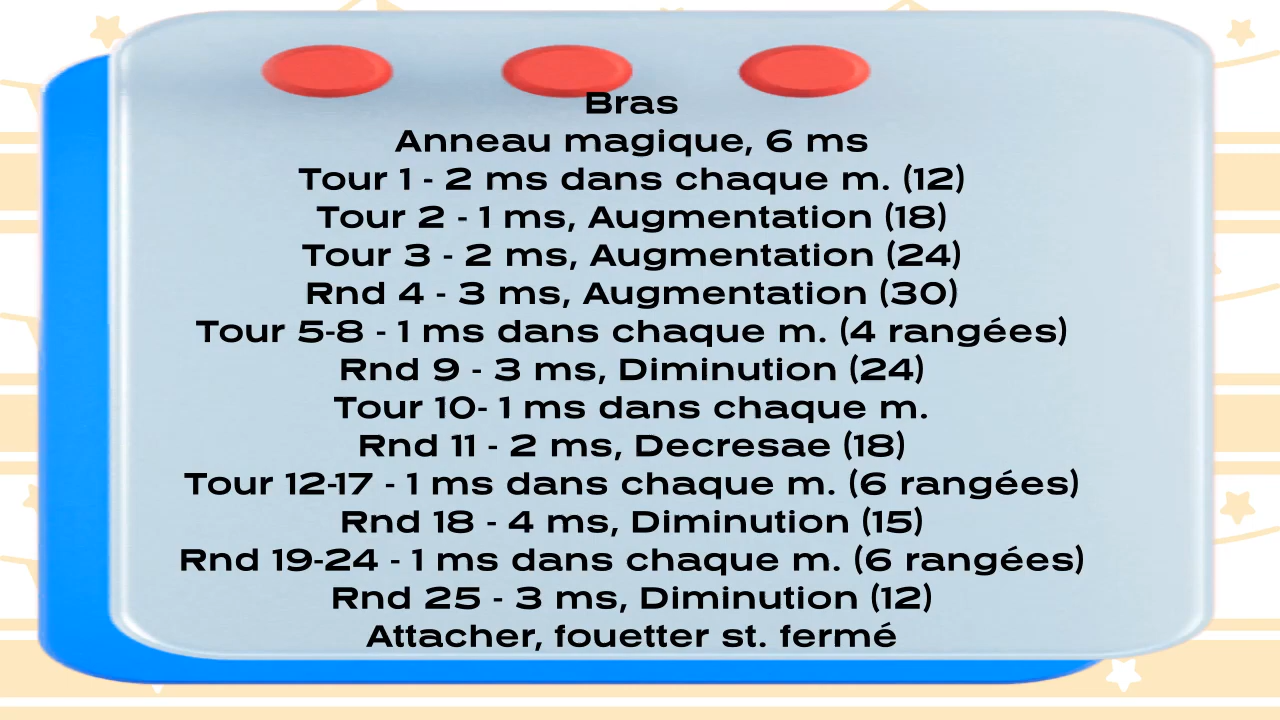 Bras
Anneau magique, 6 ms
Tour 1 - 2 ms dans chaque m. (12)
Tour 2 - 1 ms, Augmentation (18)
Tour 3 - 2 ms, Augmentation (24)
Rnd 4 - 3 ms, Augmentation (30)
Tour 5-8 - 1 ms dans chaque m. (4 rangées)
Rnd 9 - 3 ms, Diminution (24)
Tour 10- 1 ms dans chaque m.
Rnd 11 - 2 ms, Decresae (18)
Tour 12-17 - 1 ms dans chaque m. (6 rangées)
Rnd 18 - 4 ms, Diminution (15)
Rnd 19-24 - 1 ms dans chaque m. (6 rangées)
Rnd 25 - 3 ms, Diminution (12)
Attacher, fouetter st. fermé